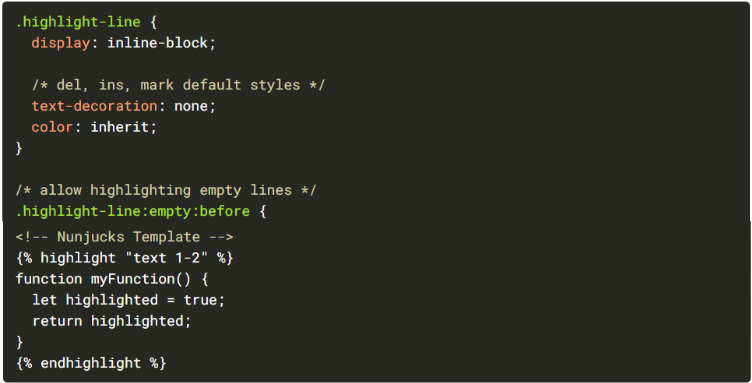 .highlight-line {
  display: inline-block;

  /* del, ins, mark default styles */
  text-decoration: none;
  color: inherit;
}

/* allow highlighting empty lines */
.highlight-line:empty:before {
<!-- Nunjucks Template -->
{% highlight "text 1-2" %}
function myFunction() {
  let highlighted = true;
  return highlighted;
}
{% endhighlight %}